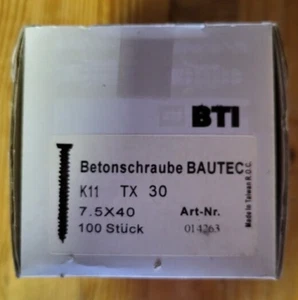 BTI
Betonschraube BAUTEC
K11 TX 30
7.5X40 Art-Nr.
100 Stück 014263
Made in Taiwan R.O.C.